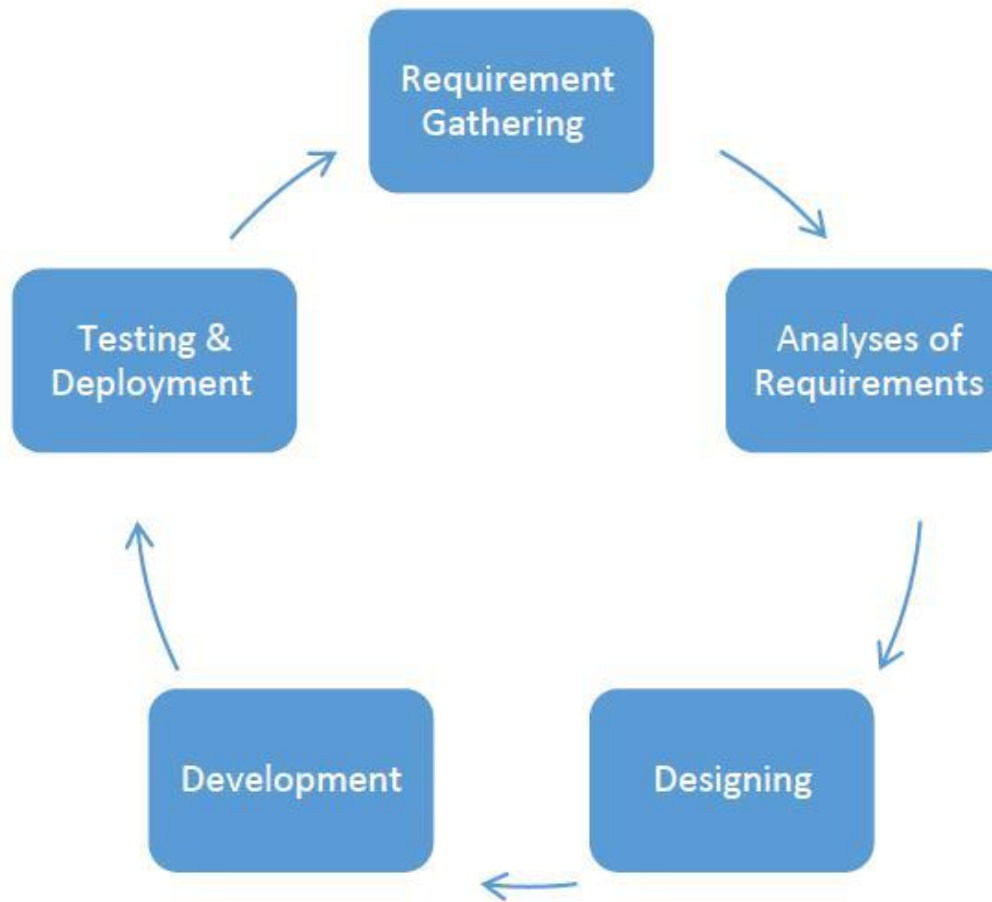 Requirement
Gathering
Analyses of
Requirements
Designing
Development
Testing &
Deployment